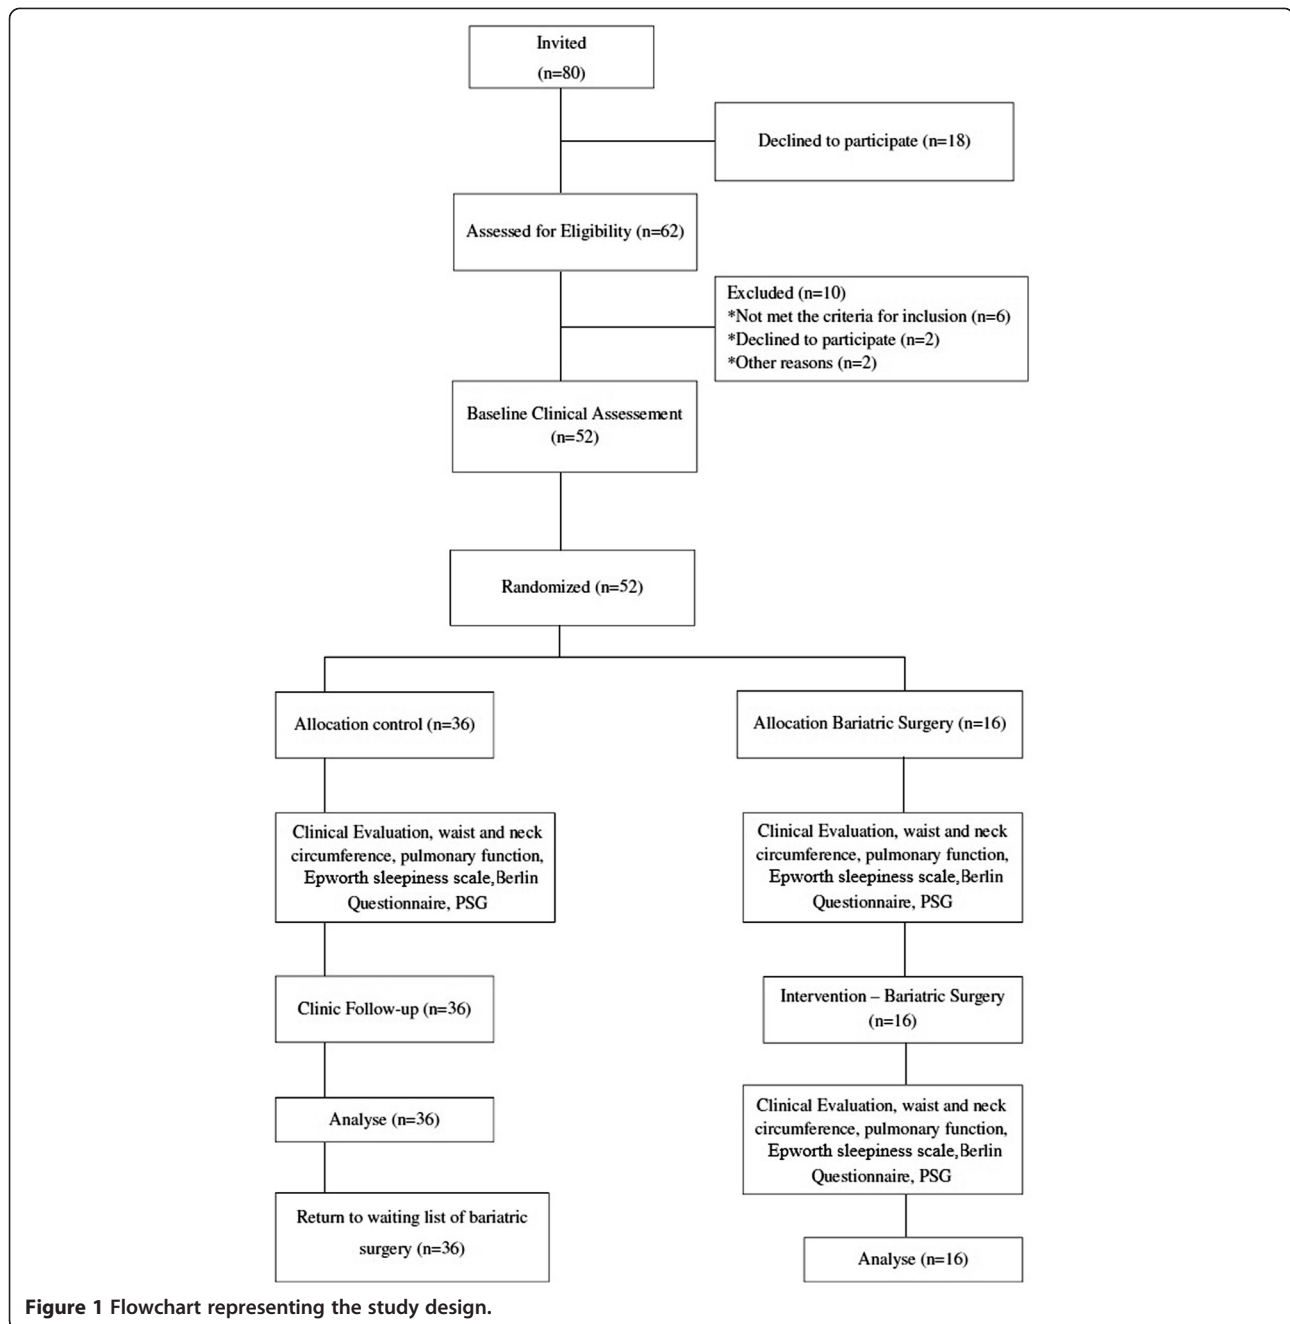 Invited
(n=80)
Declined to participate (n=18)
Assessed for Eligibility (n=62)
Excluded (n=10)
*Not met the criteria for inclusion (n=6)
*Declined to participate (n=2)
*Other reasons (n=2)
Baseline Clinical Assessement
(n=52)
Randomized (n=52)
Allocation control (n=36)
Allocation Bariatric Surgery (n=16)
Clinical Evaluation, waist and neck
circumference, pulmonary function,
Epworth sleepiness scale,Berlin
Questionnaire, PSG
Clinical Evaluation, waist and neck
circumference, pulmonary function,
Epworth sleepiness scale,Berlin
Questionnaire, PSG
Clinic Follow-up (n=36)
Intervention – Bariatric Surgery
(n=16)
Analyse (n=36)
Clinical Evaluation, waist and neck
circumference, pulmonary function,
Epworth sleepiness scale,Berlin
Questionnaire, PSG
Return to waiting list of bariatric
surgery (n=36)
Analyse (n=16)
Figure 1 Flowchart representing the study design.